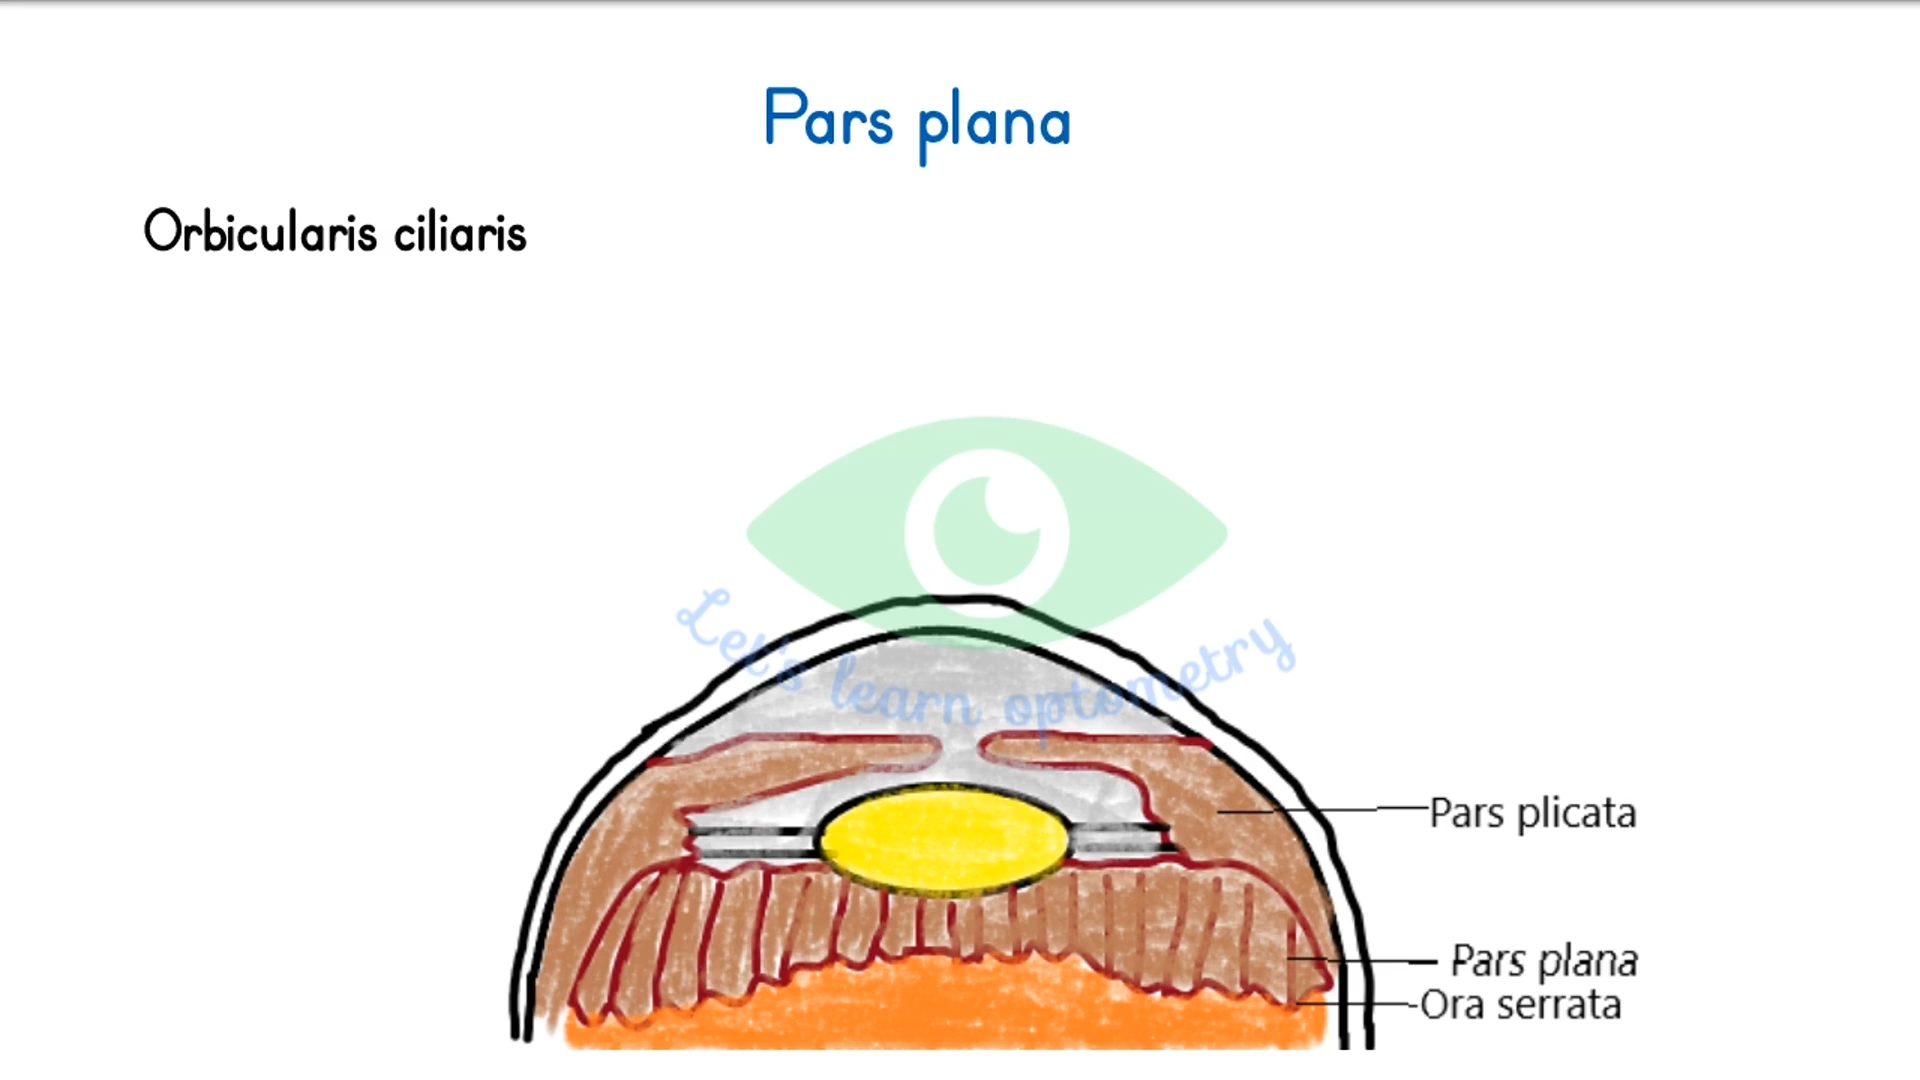 Pars plana
Orbicularis ciliaris
Let's learn optometry
Pars plicata
Pars plana
Ora serrata